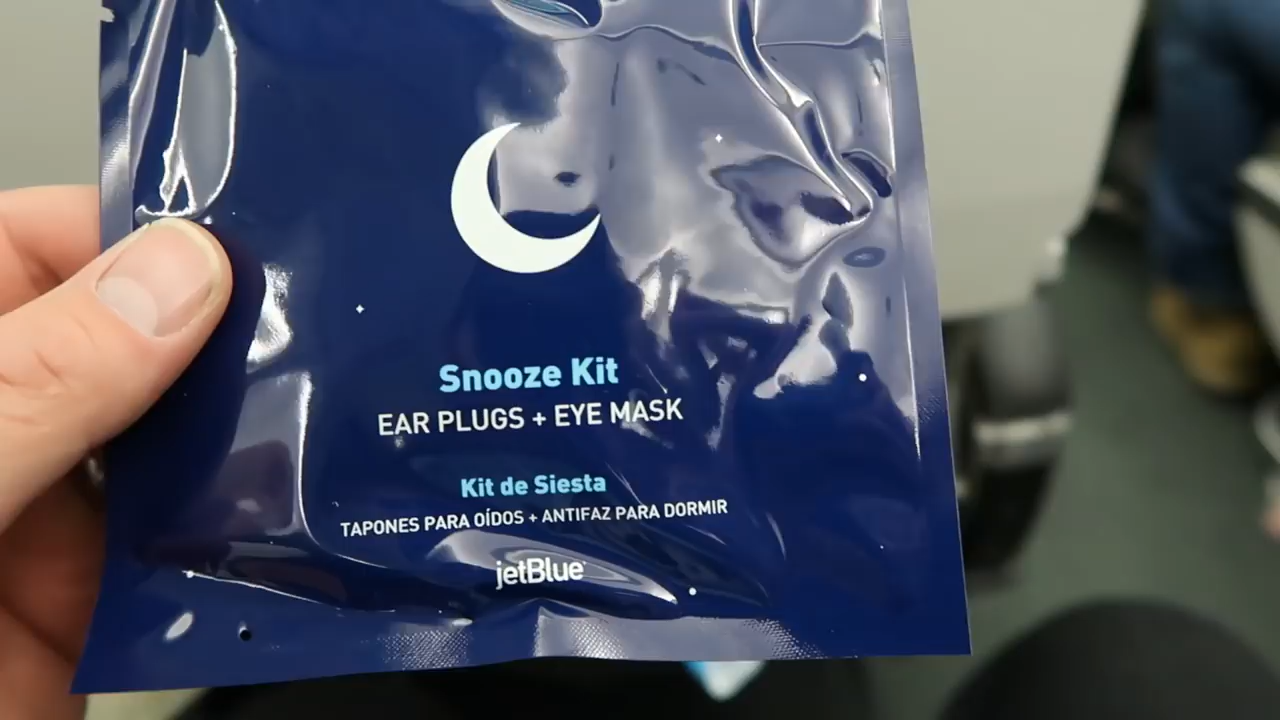 Snooze Kit
EAR PLUGS + EYE MASK
Kit de Siesta
TAPONES PARA OÍDOS + ANTIFAZ PARA DORMIR
jetBlue